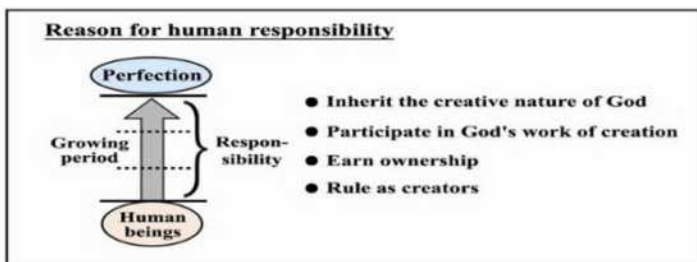 Reason for human responsibility
Perfection
Growing
period
Respon-
sibility
Human
beings
● Inherit the creative nature of God
● Participate in God's work of creation
● Earn ownership
● Rule as creators